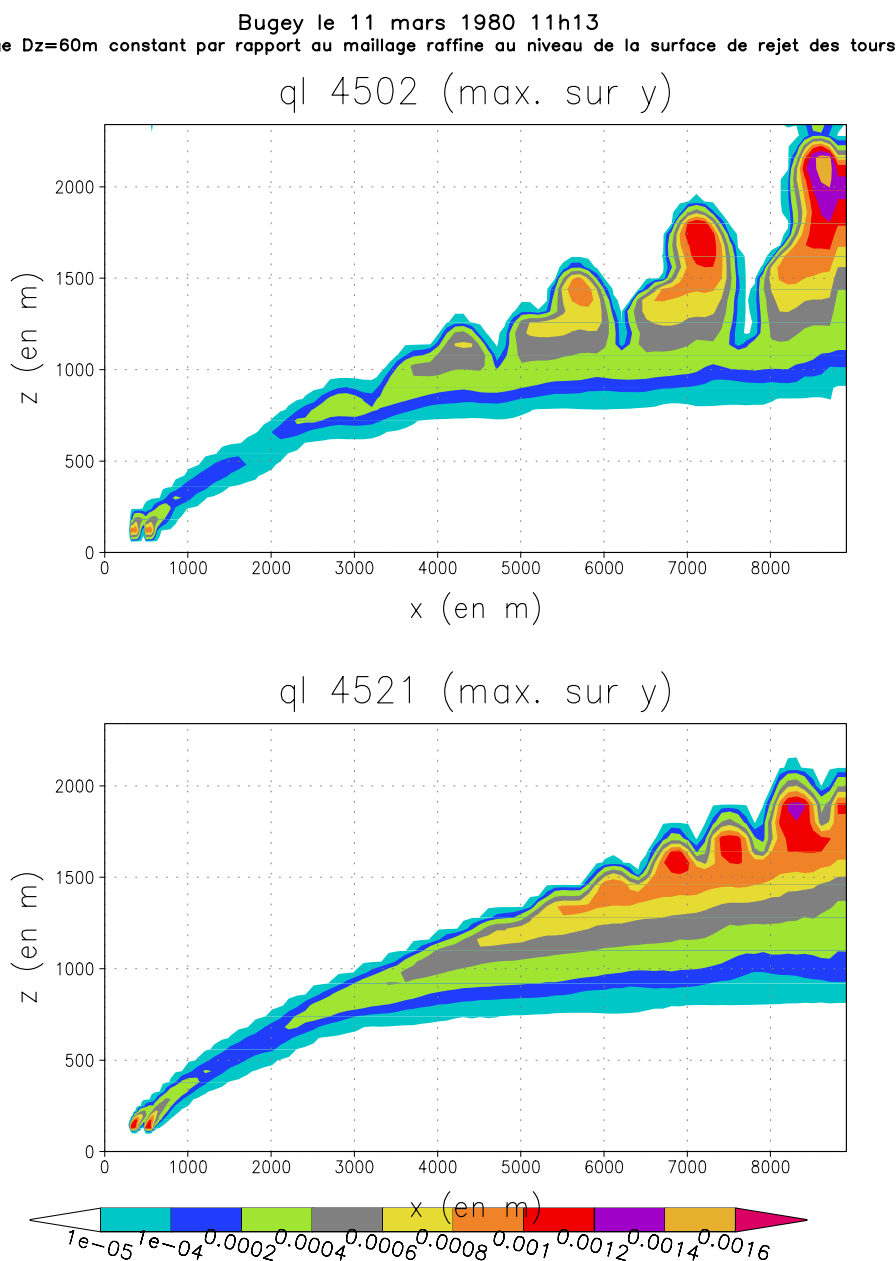 Bugey le 11 mars 1980 11h13
Dz=60m constant par rapport au maillage raffine au niveau de la surface de rejet des tours
ql 4502 (max. sur y)
z (en m)
2000
1500
1000
500
0
0 1000 2000 3000 4000 5000 6000 7000 8000
x (en m)
ql 4521 (max. sur y)
z (en m)
2000
1500
1000
500
0
0 1000 2000 3000 4000 5000 6000 7000 8000
x (en m)
1e-05 1e-04 0.0002 0.0004 0.0006 0.0008 0.001 0.0012 0.0014 0.0016